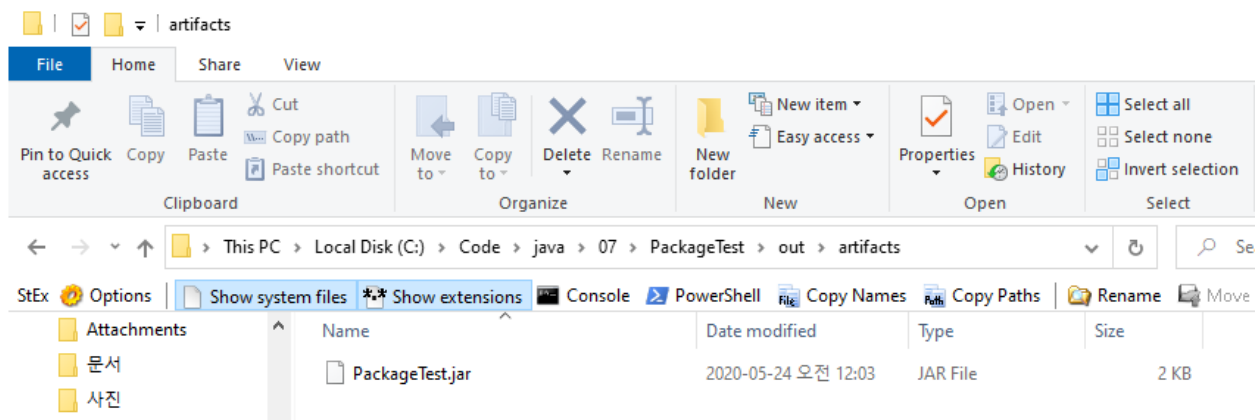 artifacts
File Home Share View
Pin to Quick access
Copy
Paste
Cut
Copy path
Paste shortcut
Clipboard
Move to
Copy to
Delete
Rename
Organize
New folder
New item
Easy access
New
Properties
Open
Edit
History
Open
Select all
Select none
Invert selection
Select
This PC > Local Disk (C:) > Code > java > 07 > PackageTest > out > artifacts
Se
StEx Options Show system files *.* Show extensions Console PowerShell File Copy Names Path Copy Paths Rename Move
Attachments
문서
사진
Name Date modified Type Size
PackageTest.jar 2020-05-24 오전 12:03 JAR File 2 KB